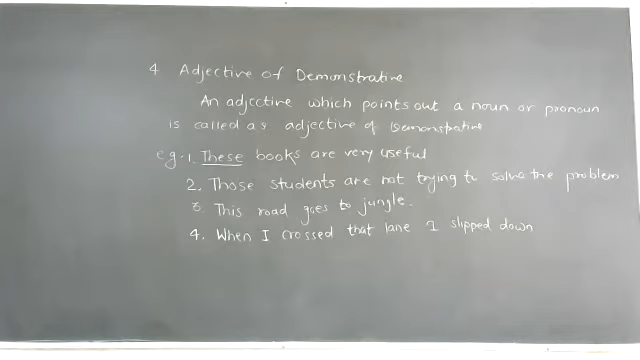 4 Adjective of Demonstrative
An adjective which points out a noun or pronoun
is called as adjective of Demonstrative
eg. 1. These books are very useful
2. Those students are not trying to solve the problem
3. This road goes to jungle.
4. When I crossed that lane I slipped down